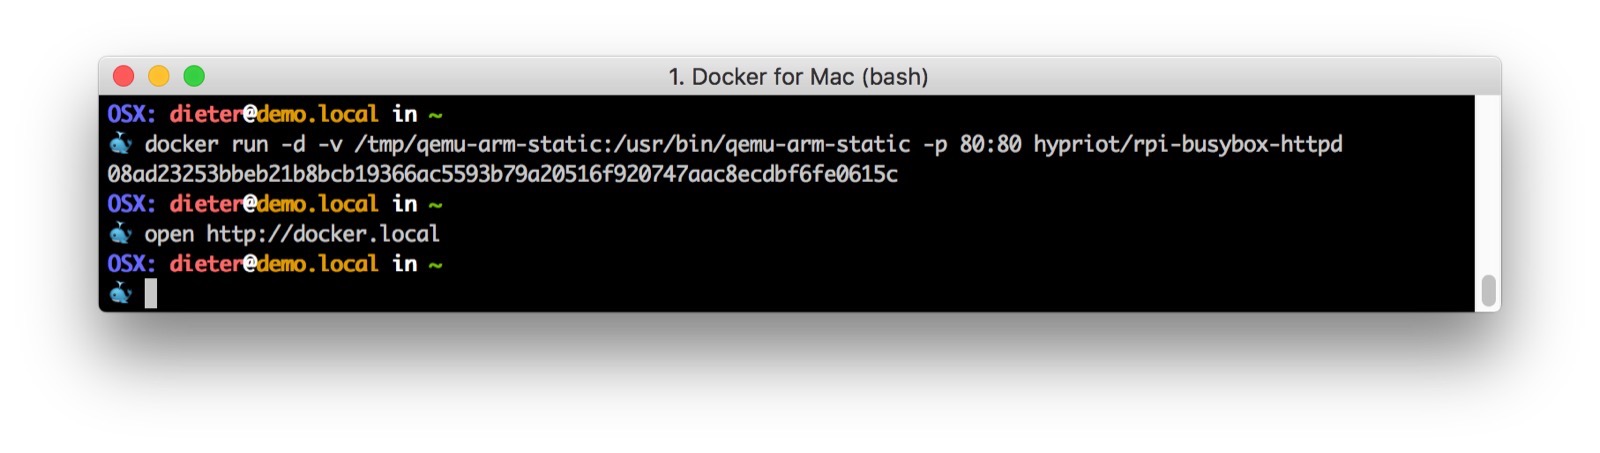 1. Docker for Mac (bash)
OSX: dieter@demo.local in ~
🐳 docker run -d -v /tmp/qemu-arm-static:/usr/bin/qemu-arm-static -p 80:80 hypriot/rpi-busybox-httpd
08ad23253bbeb21b8bcb19366ac5593b79a20516f920747aac8ecdbf6fe0615c
OSX: dieter@demo.local in ~
🐳 open http://docker.local
OSX: dieter@demo.local in ~
🐳